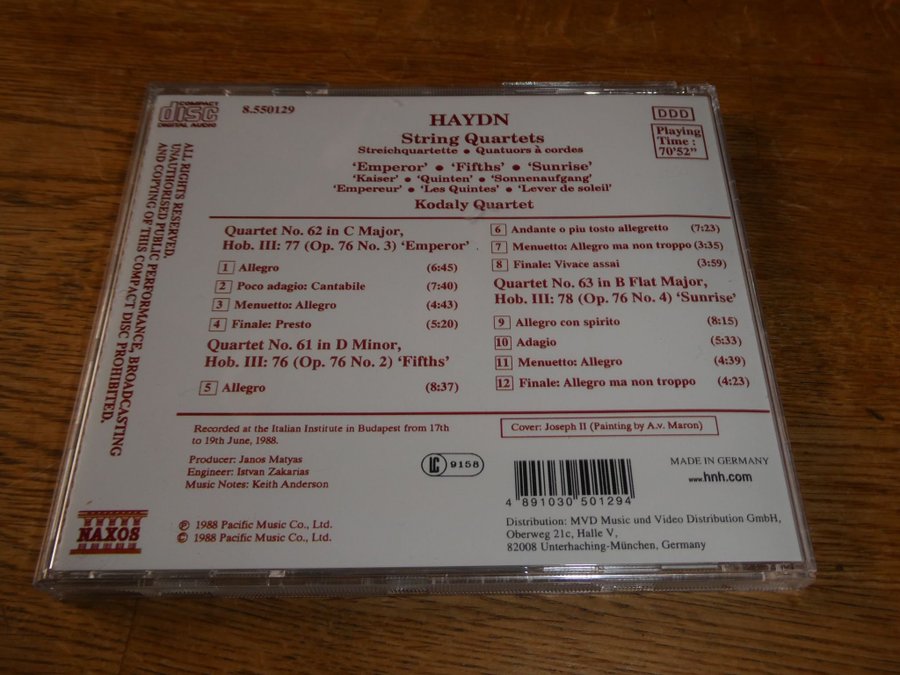 COMPACT
disc
DIGITAL AUDIO
8.550129
DDD
Playing
Time :
70'52"
HAYDN
String Quartets
Streichquartette • Quatuors à cordes
'Emperor' • 'Fifths' • 'Sunrise'
'Kaiser' • 'Quinten' • 'Sonnenaufgang'
'Empereur' • 'Les Quintes' • 'Lever de soleil'
Kodaly Quartet
Quartet No. 62 in C Major,
Hob. III: 77 (Op. 76 No. 3) 'Emperor'
1 Allegro (6:45)
2 Poco adagio: Cantabile (7:40)
3 Menuetto: Allegro (4:43)
4 Finale: Presto (5:20)
Quartet No. 61 in D Minor,
Hob. III: 76 (Op. 76 No. 2) 'Fifths'
5 Allegro (8:37)
6 Andante o piu tosto allegretto (7:23)
7 Menuetto: Allegro ma non troppo (3:35)
8 Finale: Vivace assai (3:59)
Quartet No. 63 in B Flat Major,
Hob. III: 78 (Op. 76 No. 4) 'Sunrise'
9 Allegro con spirito (8:15)
10 Adagio (5:33)
11 Menuetto: Allegro (4:39)
12 Finale: Allegro ma non troppo (4:23)
Recorded at the Italian Institute in Budapest from 17th
to 19th June, 1988.
Producer: Janos Matyas
Engineer: Istvan Zakarias
Music Notes: Keith Anderson
℗ 1988 Pacific Music Co., Ltd.
© 1988 Pacific Music Co., Ltd.
LC 9158
Cover: Joseph II (Painting by A.v. Maron)
4 891030 501294
MADE IN GERMANY
www.hnh.com
Distribution: MVD Music und Video Distribution GmbH,
Oberweg 21c, Halle V,
82008 Unterhaching-München, Germany
ALL RIGHTS RESERVED.
UNAUTHORISED PUBLIC PERFORMANCE, BROADCASTING
AND COPYING OF THIS COMPACT DISC PROHIBITED.
NAXOS